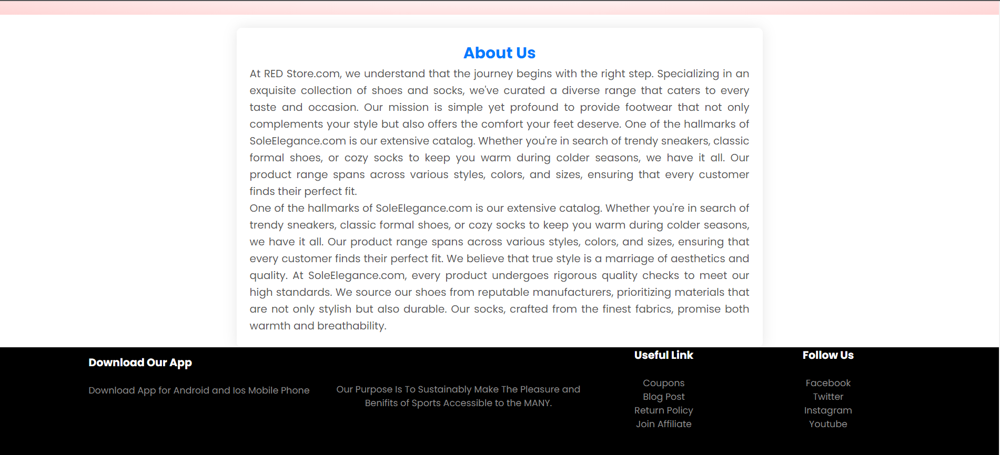 About Us
At RED Store.com, we understand that the journey begins with the right step. Specializing in an
exquisite collection of shoes and socks, we've curated a diverse range that caters to every
taste and occasion. Our mission is simple yet profound to provide footwear that not only
complements your style but also offers the comfort your feet deserve. One of the hallmarks of
SoleElegance.com is our extensive catalog. Whether you're in search of trendy sneakers, classic
formal shoes, or cozy socks to keep you warm during colder seasons, we have it all. Our
product range spans across various styles, colors, and sizes, ensuring that every customer
finds their perfect fit.
One of the hallmarks of SoleElegance.com is our extensive catalog. Whether you're in search of
trendy sneakers, classic formal shoes, or cozy socks to keep you warm during colder seasons,
we have it all. Our product range spans across various styles, colors, and sizes, ensuring that
every customer finds their perfect fit. We believe that true style is a marriage of aesthetics and
quality. At SoleElegance.com, every product undergoes rigorous quality checks to meet our
high standards. We source our shoes from reputable manufacturers, prioritizing materials that
are not only stylish but also durable. Our socks, crafted from the finest fabrics, promise both
warmth and breathability.
Download Our App
Download App for Android and Ios Mobile Phone
Our Purpose Is To Sustainably Make The Pleasure and
Benifits of Sports Accessible to the MANY.
Useful Link
Coupons
Blog Post
Return Policy
Join Affiliate
Follow Us
Facebook
Twitter
Instagram
Youtube